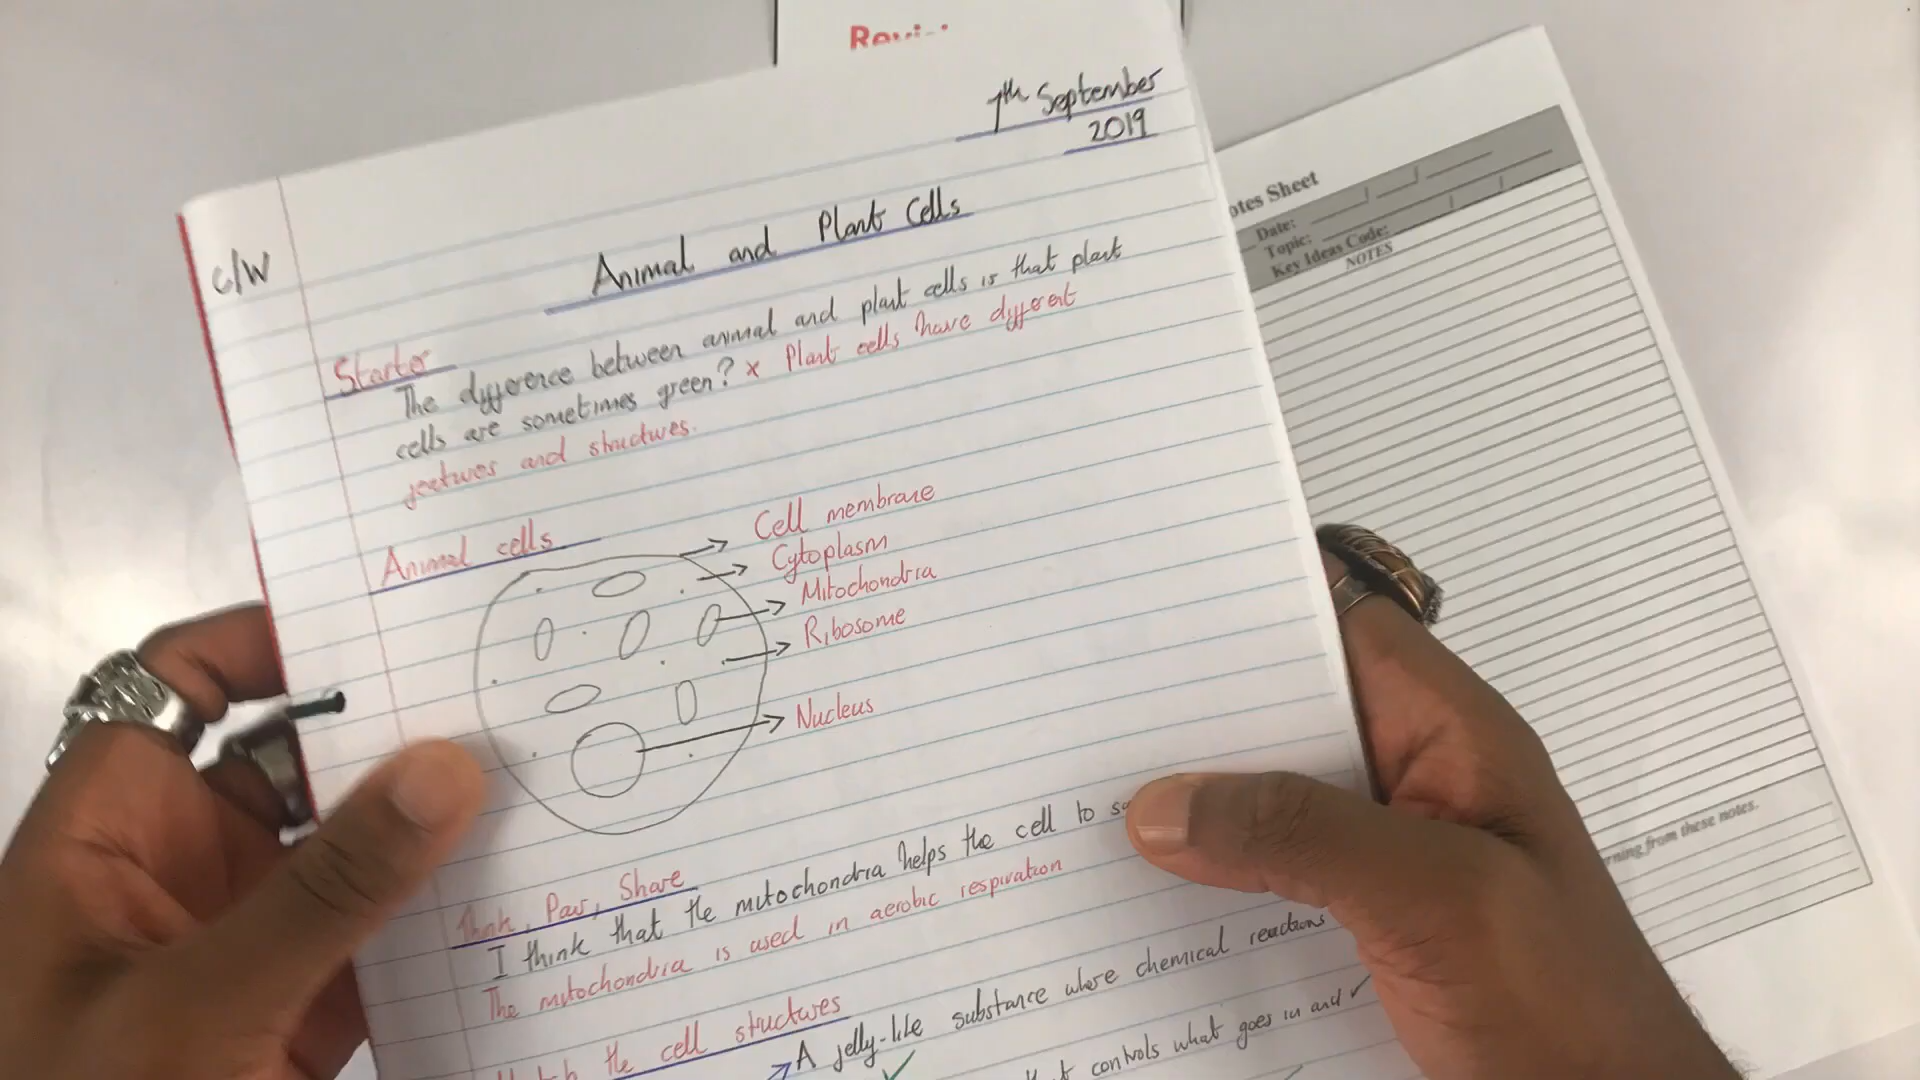 7th September
2019
C/W
Animal and Plant Cells
Starter
The difference between animal and plant cells is that plant
cells are sometimes green? x Plant cells have different
features and structures.
Animal cells
Cell membrane
Cytoplasm
Mitochondria
Ribosome
Nucleus
Think, Pair, Share
I think that the mitochondria helps the cell to
The mitochondria is used in aerobic respiration
the cell structures
A jelly-like substance where chemical reactions
controls what goes in and ✓
Notes Sheet
Date:
Topic:
Key Ideas Code:
NOTES
from these notes.